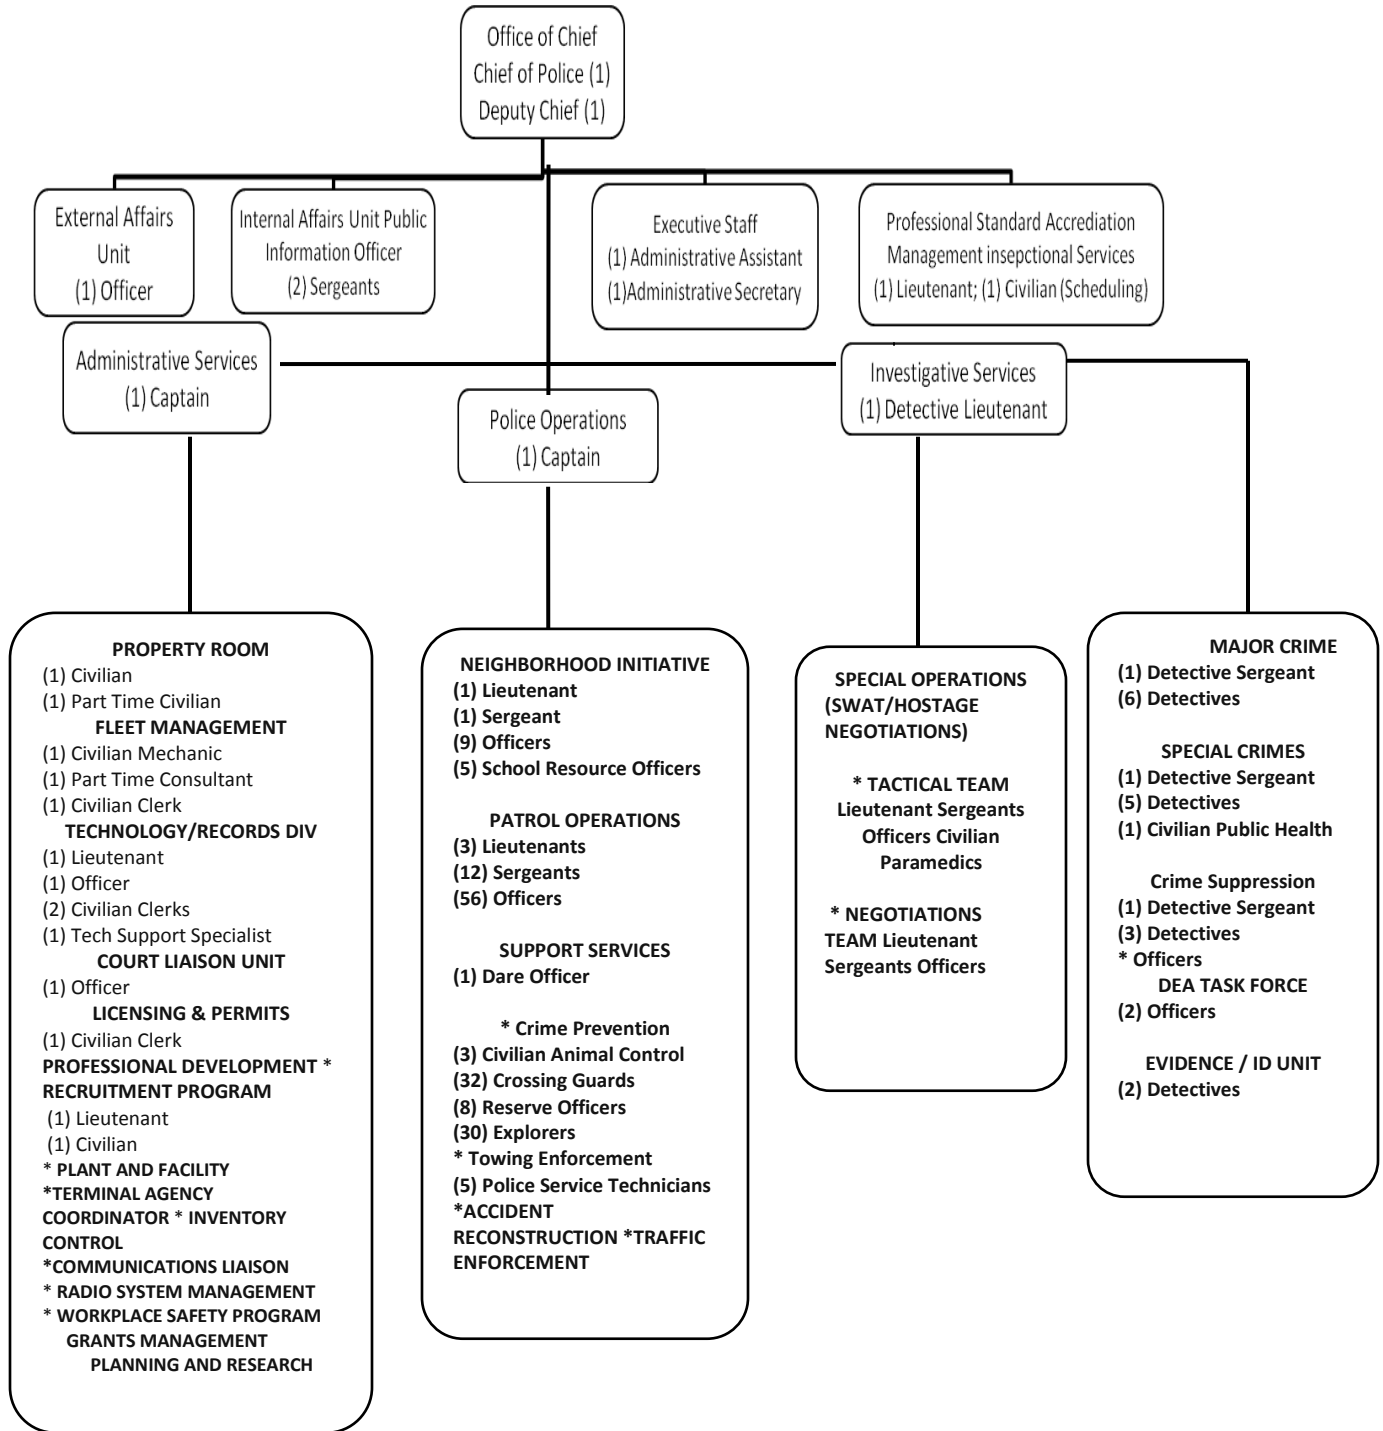 Office of Chief
Chief of Police (1)
Deputy Chief (1)
External Affairs
Unit
(1) Officer
Internal Affairs Unit Public
Information Officer
(2) Sergeants
Executive Staff
(1) Administrative Assistant
(1)Administrative Secretary
Professional Standard Accrediation
Management insepctional Services
(1) Lieutenant; (1) Civilian (Scheduling)
Administrative Services
(1) Captain
Police Operations
(1) Captain
Investigative Services
(1) Detective Lieutenant
PROPERTY ROOM
(1) Civilian
(1) Part Time Civilian
FLEET MANAGEMENT
(1) Civilian Mechanic
(1) Part Time Consultant
(1) Civilian Clerk
TECHNOLOGY/RECORDS DIV
(1) Lieutenant
(1) Officer
(2) Civilian Clerks
(1) Tech Support Specialist
COURT LIAISON UNIT
(1) Officer
LICENSING & PERMITS
(1) Civilian Clerk
PROFESSIONAL DEVELOPMENT *
RECRUITMENT PROGRAM
(1) Lieutenant
(1) Civilian
* PLANT AND FACILITY
*TERMINAL AGENCY
COORDINATOR * INVENTORY
CONTROL
*COMMUNICATIONS LIAISON
* RADIO SYSTEM MANAGEMENT
* WORKPLACE SAFETY PROGRAM
GRANTS MANAGEMENT
PLANNING AND RESEARCH
NEIGHBORHOOD INITIATIVE
(1) Lieutenant
(1) Sergeant
(9) Officers
(5) School Resource Officers
PATROL OPERATIONS
(3) Lieutenants
(12) Sergeants
(56) Officers
SUPPORT SERVICES
(1) Dare Officer
* Crime Prevention
(3) Civilian Animal Control
(32) Crossing Guards
(8) Reserve Officers
(30) Explorers
* Towing Enforcement
(5) Police Service Technicians
*ACCIDENT
RECONSTRUCTION *TRAFFIC
ENFORCEMENT
SPECIAL OPERATIONS
(SWAT/HOSTAGE
NEGOTIATIONS)
* TACTICAL TEAM
Lieutenant Sergeants
Officers Civilian
Paramedics
* NEGOTIATIONS
TEAM Lieutenant
Sergeants Officers
MAJOR CRIME
(1) Detective Sergeant
(6) Detectives
SPECIAL CRIMES
(1) Detective Sergeant
(5) Detectives
(1) Civilian Public Health
Crime Suppression
(1) Detective Sergeant
(3) Detectives
* Officers
DEA TASK FORCE
(2) Officers
EVIDENCE / ID UNIT
(2) Detectives